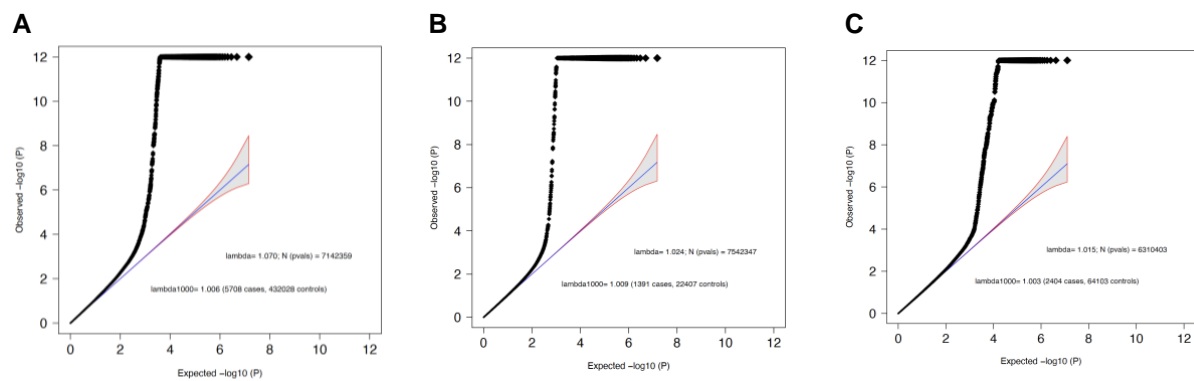 A
12
10
8
6
4
2
0
Observed −log10 (P)
lambda= 1.070; N (pvals) = 7142359
lambda1000= 1.006 (5708 cases, 432028 controls)
0 2 4 6 8 10 12
Expected −log10 (P)
B
12
10
8
6
4
2
0
Observed −log10 (P)
lambda= 1.024; N (pvals) = 7542347
lambda1000= 1.009 (1391 cases, 22407 controls)
0 2 4 6 8 10 12
Expected −log10 (P)
C
12
10
8
6
4
2
0
Observed −log10 (P)
lambda= 1.015; N (pvals) = 6310403
lambda1000= 1.003 (2404 cases, 64103 controls)
0 2 4 6 8 10 12
Expected −log10 (P)